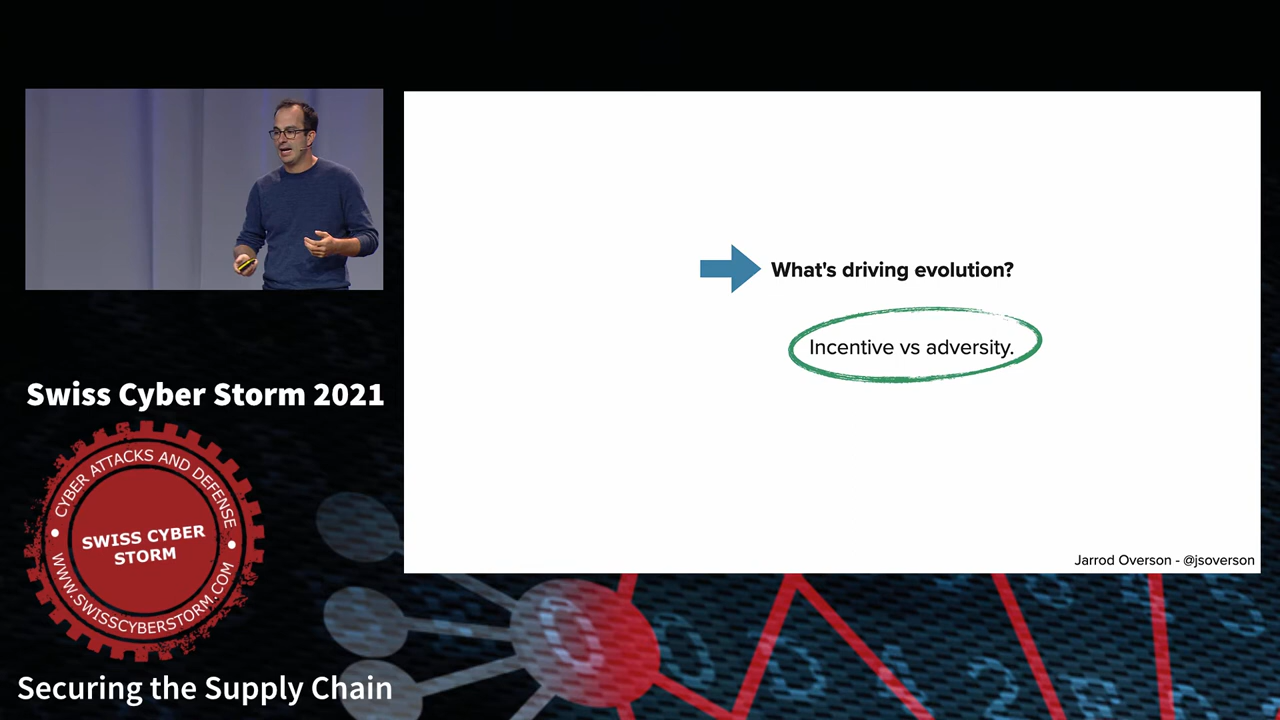 What's driving evolution?
Incentive vs adversity.
Jarrod Overson - @jsoverson
Swiss Cyber Storm 2021
CYBER ATTACKS AND DEFENSE
SWISS CYBER
STORM
WWW.SWISSCYBERSTORM.COM
Securing the Supply Chain